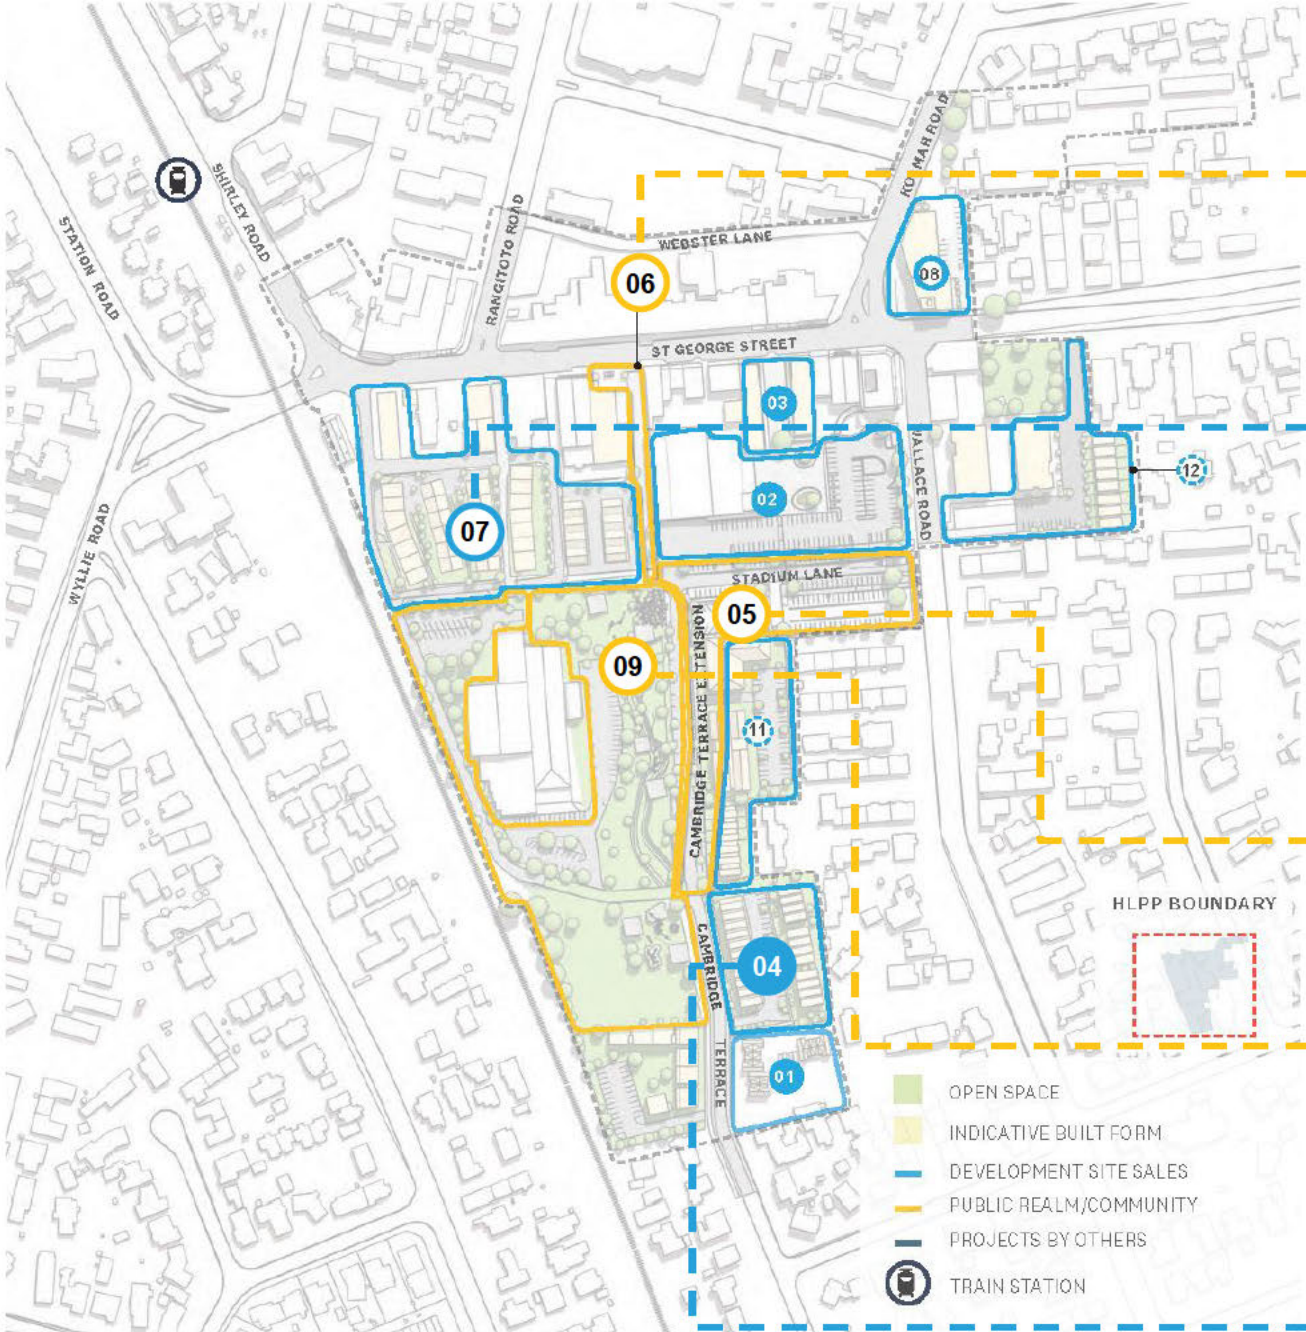 KOLMAR ROAD
SHIRLEY ROAD
STATION ROAD
RANGITOTO ROAD
WEBSTER LANE
08
06
ST GEORGE STREET
03
WALLACE ROAD
12
02
07
WYLLIE ROAD
STADIUM LANE
05
09
CAMBRIDGE TERRACE EXTENSION
11
HLPP BOUNDARY
CAMBRIDGE
04
TERRACE
01
OPEN SPACE
INDICATIVE BUILT FORM
DEVELOPMENT SITE SALES
PUBLIC REALM/COMMUNITY
PROJECTS BY OTHERS
TRAIN STATION